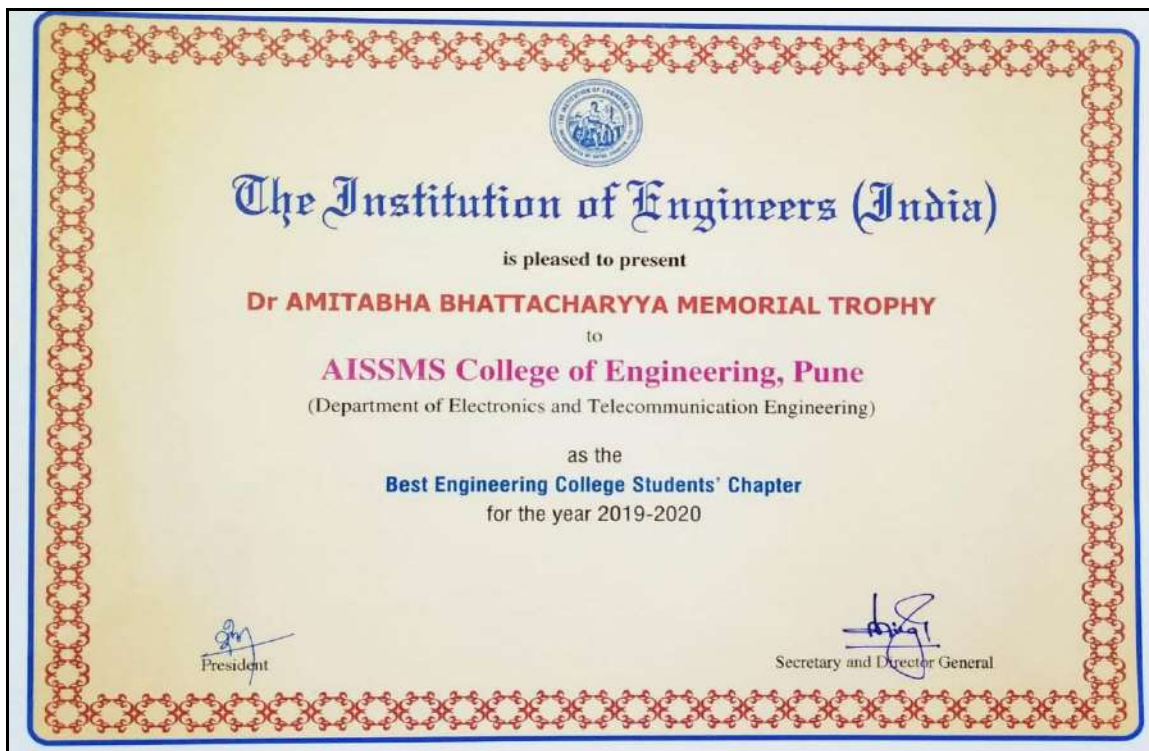 The Institution of Engineers (India)
is pleased to present
Dr AMITABHA BHATTACHARYYA MEMORIAL TROPHY
to
AISSMS College of Engineering, Pune
(Department of Electronics and Telecommunication Engineering)
as the
Best Engineering College Students' Chapter
for the year 2019-2020
President
Secretary and Director General